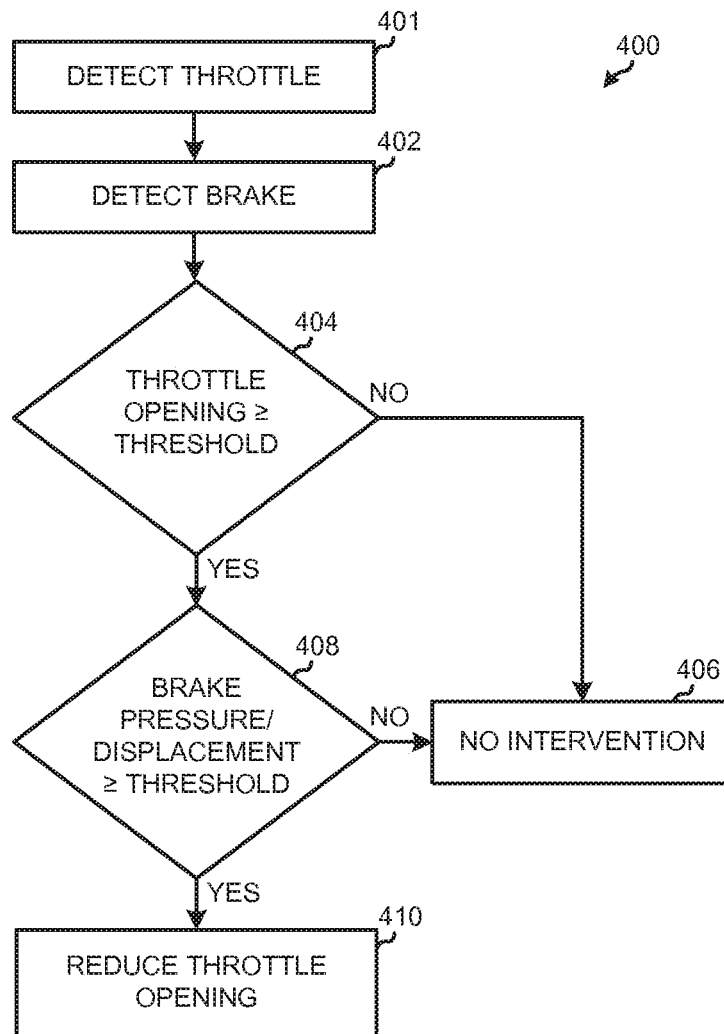 401
DETECT THROTTLE
400
402
DETECT BRAKE
404
THROTTLE
OPENING ≥
THRESHOLD
NO
YES
408
BRAKE
PRESSURE/
DISPLACEMENT
≥ THRESHOLD
NO
406
NO INTERVENTION
YES
410
REDUCE THROTTLE
OPENING